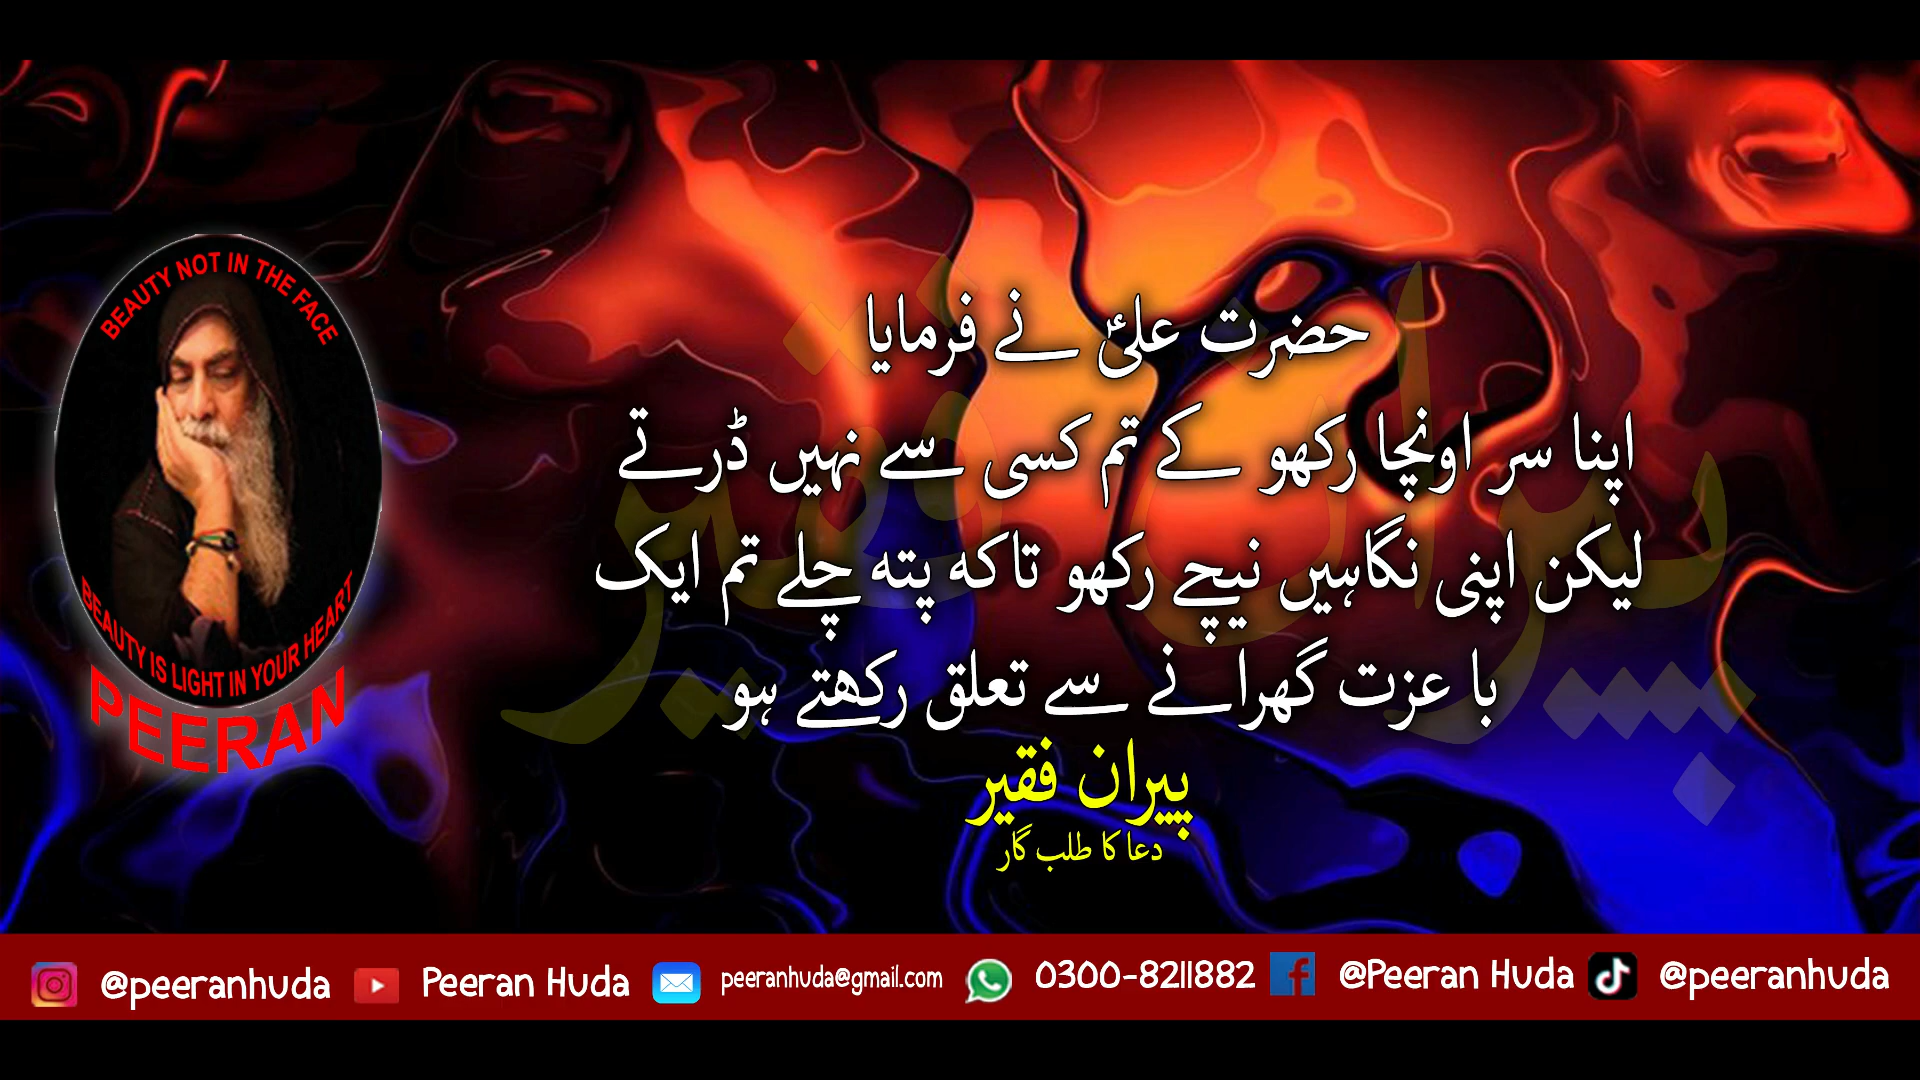 BEAUTY NOT IN THE FACE
BEAUTY IS LIGHT IN YOUR HEART
PEERAN
حضرت علیؑ نے فرمایا
اپنا سر اونچا رکھو کے تم کسی سے نہیں ڈرتے
لیکن اپنی نگاہیں نیچے رکھو تاکہ پتہ چلے تم ایک
با عزت گھرانے سے تعلق رکھتے ہو
پیران فقیر
دعا کا طلب گار
پیران فقیر
@peeranhuda Peeran Huda peeranhuda@gmail.com 0300-8211882 @Peeran Huda @peeranhuda